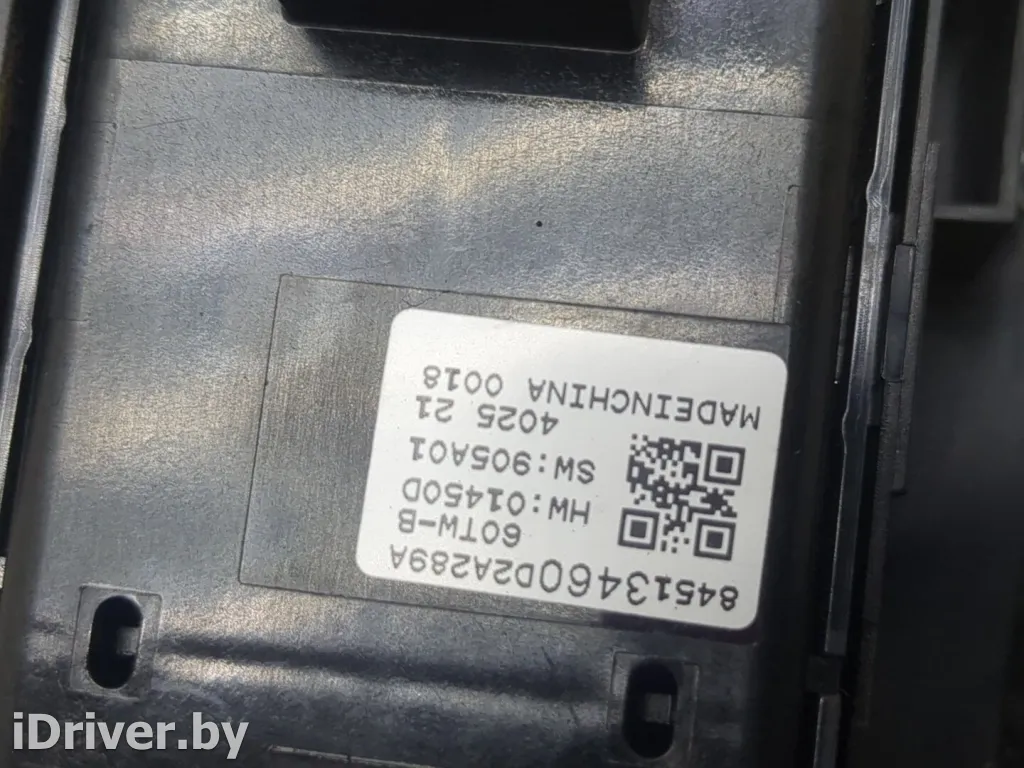 84513460D2A289A
60TW-B
HW:01450D
SW:905A01
4025 21
MADEINCHINA 0018
iDriver.by